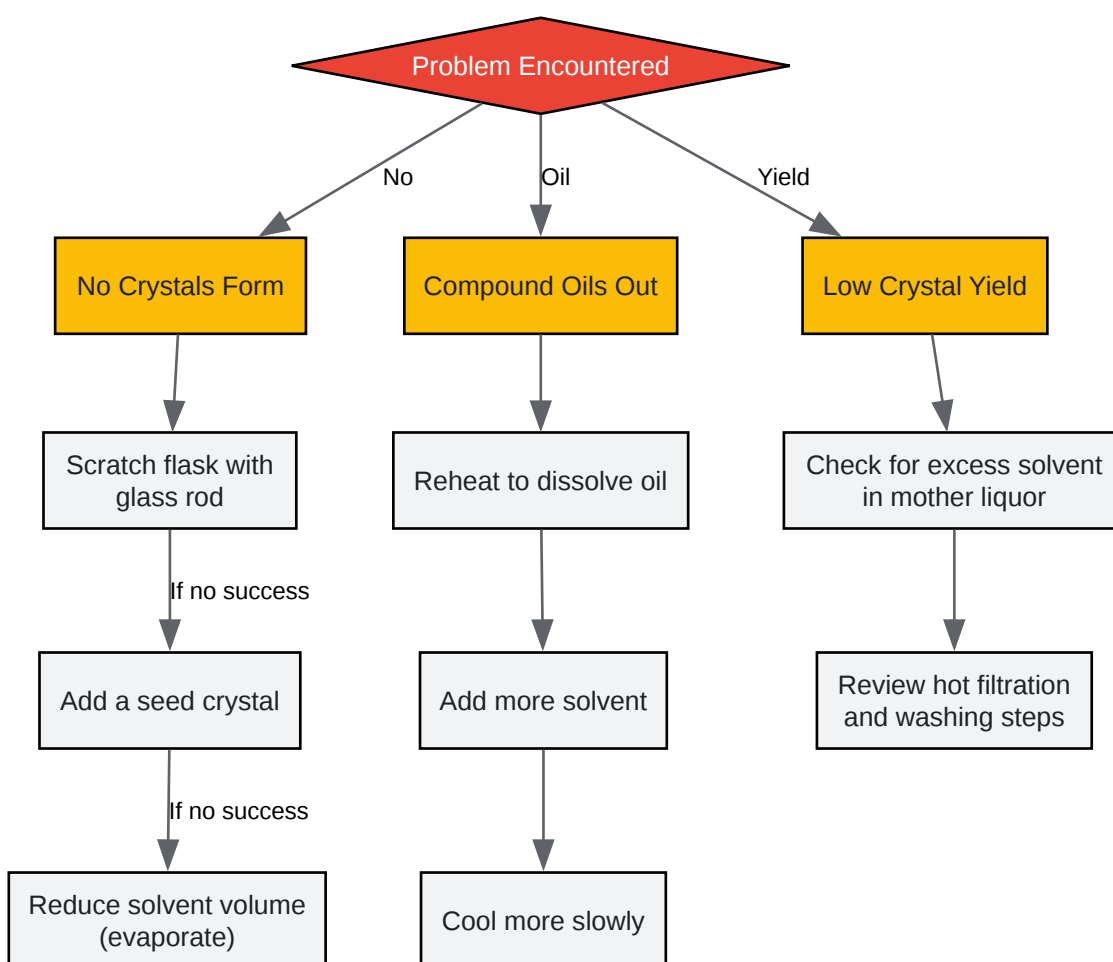 Problem Encountered
No
Oil
Yield
No Crystals Form
Compound Oils Out
Low Crystal Yield
Scratch flask with
glass rod
Reheat to dissolve oil
Check for excess solvent
in mother liquor
If no success
Add a seed crystal
Add more solvent
Review hot filtration
and washing steps
If no success
Reduce solvent volume
(evaporate)
Cool more slowly